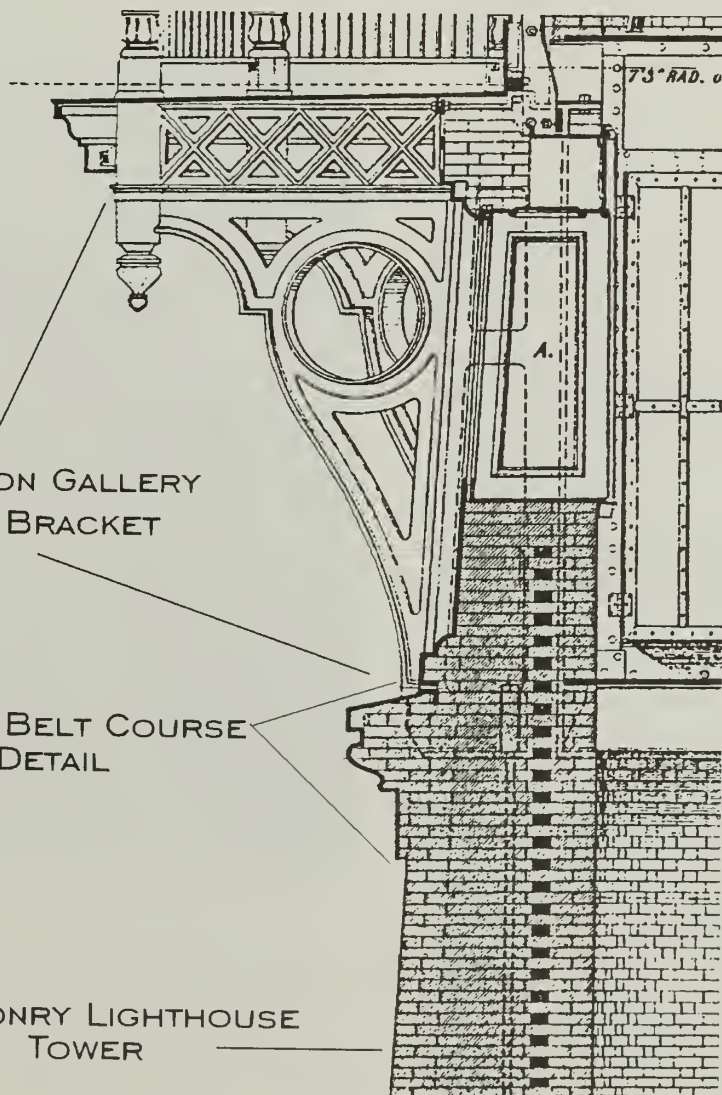 7'3" RAD. o
A.
ON GALLERY
BRACKET
BELT COURSE
DETAIL
ONRY LIGHTHOUSE
TOWER